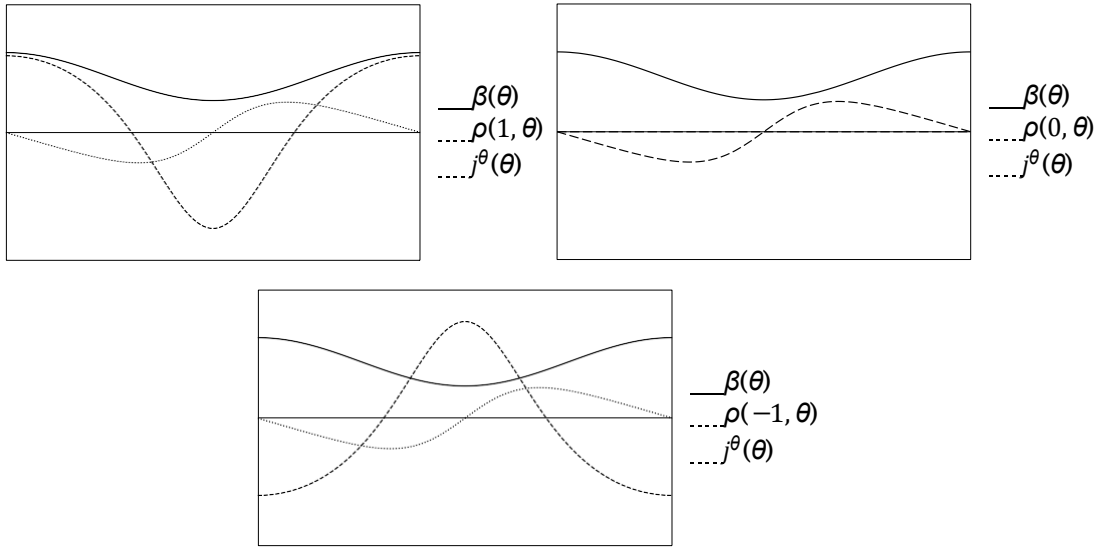 β(θ)
ρ(1, θ)
j^θ(θ)
β(θ)
ρ(0, θ)
j^θ(θ)
β(θ)
ρ(−1, θ)
j^θ(θ)